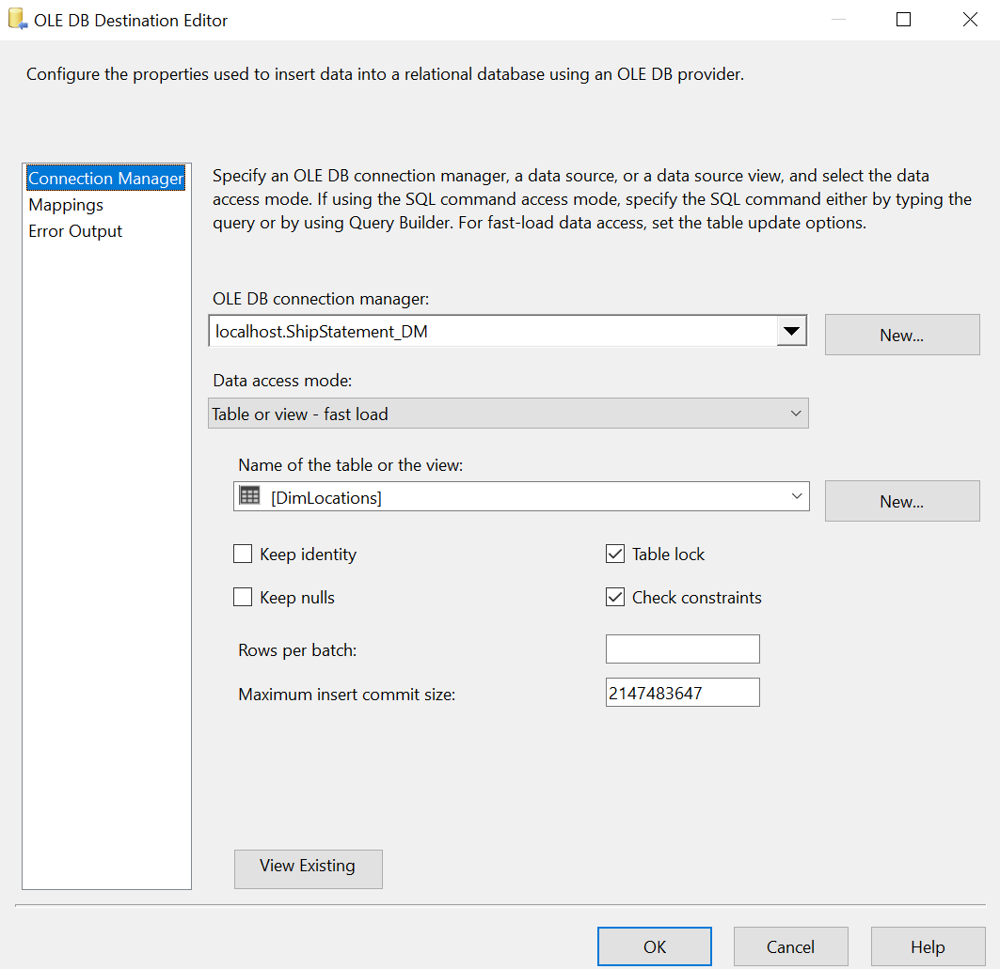 OLE DB Destination Editor
Configure the properties used to insert data into a relational database using an OLE DB provider.
Connection Manager
Mappings
Error Output
Specify an OLE DB connection manager, a data source, or a data source view, and select the data
access mode. If using the SQL command access mode, specify the SQL command either by typing the
query or by using Query Builder. For fast-load data access, set the table update options.
OLE DB connection manager:
localhost.ShipStatement_DM
New...
Data access mode:
Table or view - fast load
Name of the table or the view:
[DimLocations]
New...
Keep identity
Table lock
Keep nulls
Check constraints
Rows per batch:
Maximum insert commit size:
2147483647
View Existing
OK
Cancel
Help